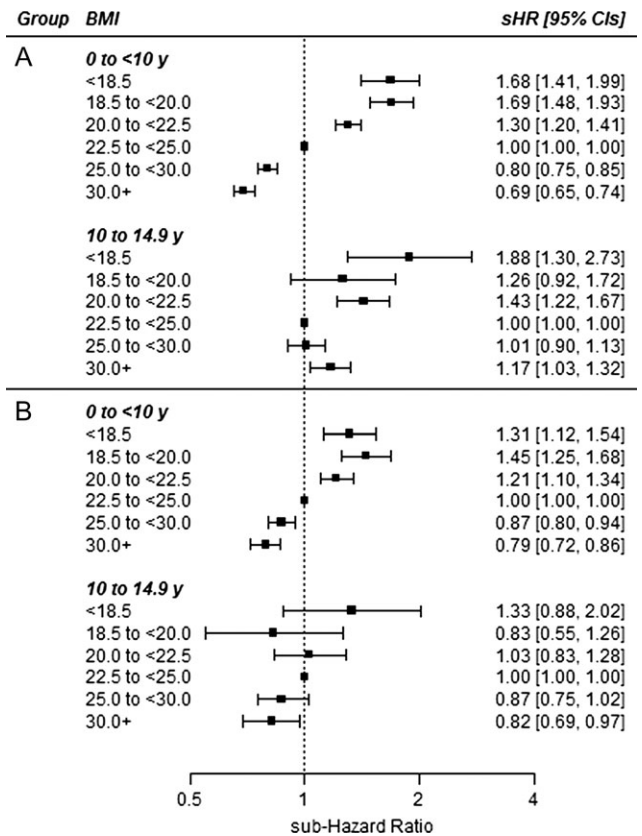 Group BMI sHR [95% CIs]
A
0 to <10 y
<18.5 1.68 [1.41, 1.99]
18.5 to <20.0 1.69 [1.48, 1.93]
20.0 to <22.5 1.30 [1.20, 1.41]
22.5 to <25.0 1.00 [1.00, 1.00]
25.0 to <30.0 0.80 [0.75, 0.85]
30.0+ 0.69 [0.65, 0.74]
10 to 14.9 y
<18.5 1.88 [1.30, 2.73]
18.5 to <20.0 1.26 [0.92, 1.72]
20.0 to <22.5 1.43 [1.22, 1.67]
22.5 to <25.0 1.00 [1.00, 1.00]
25.0 to <30.0 1.01 [0.90, 1.13]
30.0+ 1.17 [1.03, 1.32]
B
0 to <10 y
<18.5 1.31 [1.12, 1.54]
18.5 to <20.0 1.45 [1.25, 1.68]
20.0 to <22.5 1.21 [1.10, 1.34]
22.5 to <25.0 1.00 [1.00, 1.00]
25.0 to <30.0 0.87 [0.80, 0.94]
30.0+ 0.79 [0.72, 0.86]
10 to 14.9 y
<18.5 1.33 [0.88, 2.02]
18.5 to <20.0 0.83 [0.55, 1.26]
20.0 to <22.5 1.03 [0.83, 1.28]
22.5 to <25.0 1.00 [1.00, 1.00]
25.0 to <30.0 0.87 [0.75, 1.02]
30.0+ 0.82 [0.69, 0.97]
0.5 1 2 4
sub-Hazard Ratio